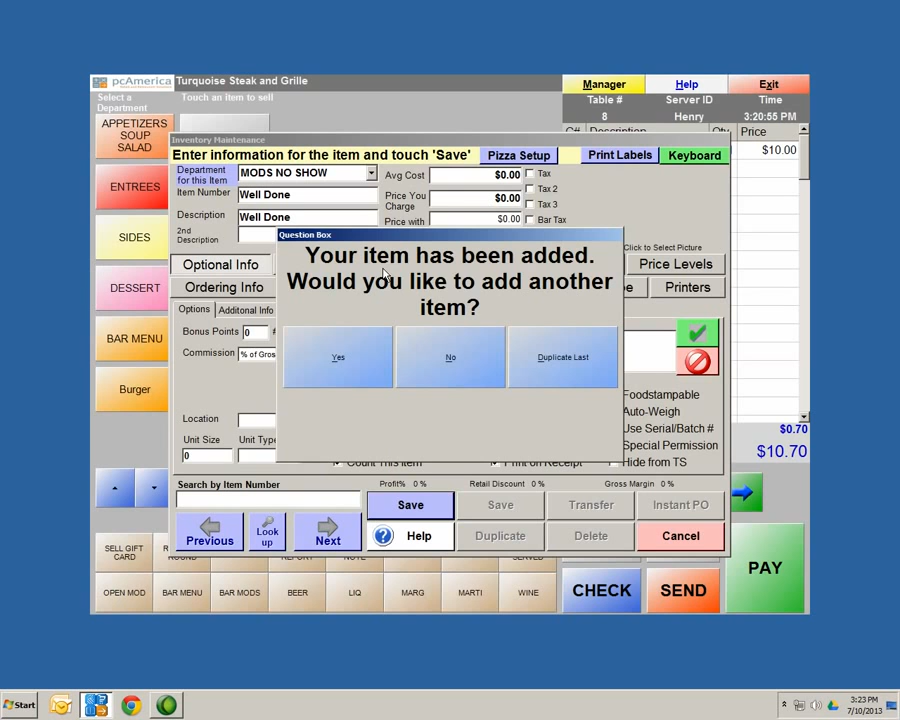 pcAmerica
Turquoise Steak and Grille
Manager
Help
Exit
Select a
Department
Touch an item to sell
Table #
Server ID
Time
8
Henry
3:20:55 PM
Description
Price
APPETIZERS
SOUP
SALAD
ENTREES
SIDES
DESSERT
BAR MENU
Burger
$10.00
$0.70
$10.70
Inventory Maintenance
Enter information for the item and touch 'Save'
Pizza Setup
Print Labels
Keyboard
Department
for this Item
MODS NO SHOW
Avg Cost
$0.00
Tax
Item Number
Well Done
Price You
Charge
$0.00
Tax 2
Tax 3
Description
Well Done
Price with
$0.00
Bar Tax
2nd
Description
Question Box
Your item has been added.
Would you like to add another
item?
Yes
No
Duplicate Last
Click to Select Picture
Optional Info
Price Levels
Ordering Info
Printers
Options
Additonal Info
Bonus Points
0
Commission
% of Gros
Location
Unit Size
Unit Type
0
Foodstampable
Auto-Weigh
Use Serial/Batch #
Special Permission
Count This Item
Print on Receipt
Hide from TS
Search by Item Number
Profit% 0 %
Retail Discount 0 %
Gross Margin 0 %
Save
Save
Transfer
Instant PO
Previous
Look
up
Next
Help
Duplicate
Delete
Cancel
SELL GIFT
CARD
OPEN MOD
BAR MENU
BAR MODS
BEER
LIQ
MARG
MARTI
WINE
CHECK
SEND
PAY
Start
3:23 PM
7/10/2013